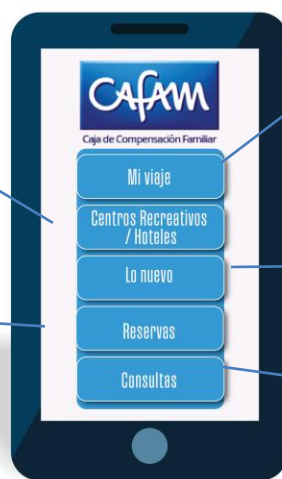 CAFAM
Caja de Compensación Familiar
Mi viaje
Centros Recreativos
/ Hoteles
Lo nuevo
Reservas
Consultas